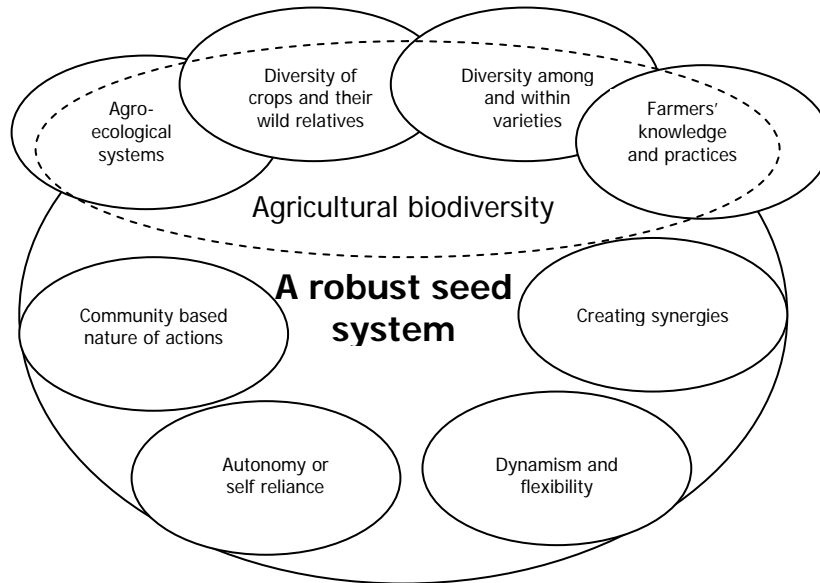 Agro-
ecological
systems
Diversity of
crops and their
wild relatives
Diversity among
and within
varieties
Farmers'
knowledge
and practices
Agricultural biodiversity
A robust seed
system
Community based
nature of actions
Creating synergies
Autonomy or
self reliance
Dynamism and
flexibility